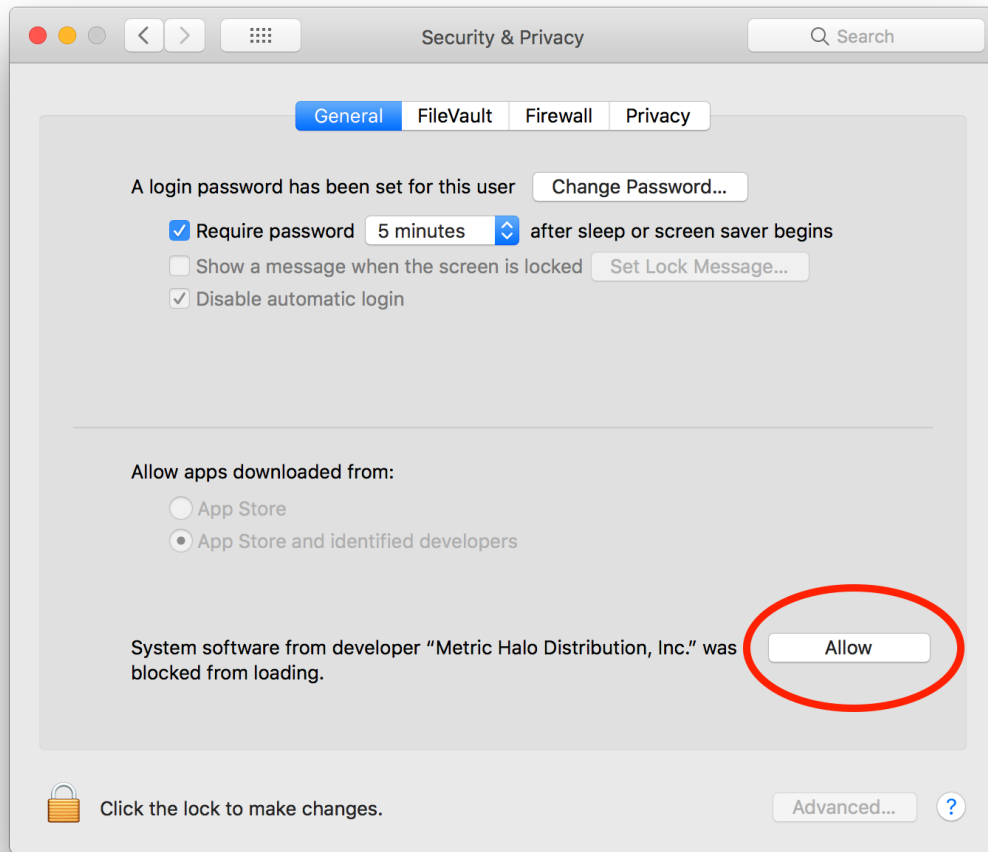 Security & Privacy
Search
General FileVault Firewall Privacy
A login password has been set for this user Change Password...
Require password 5 minutes after sleep or screen saver begins
Show a message when the screen is locked Set Lock Message...
Disable automatic login
Allow apps downloaded from:
App Store
App Store and identified developers
System software from developer “Metric Halo Distribution, Inc.” was Allow
blocked from loading.
Click the lock to make changes. Advanced... ?